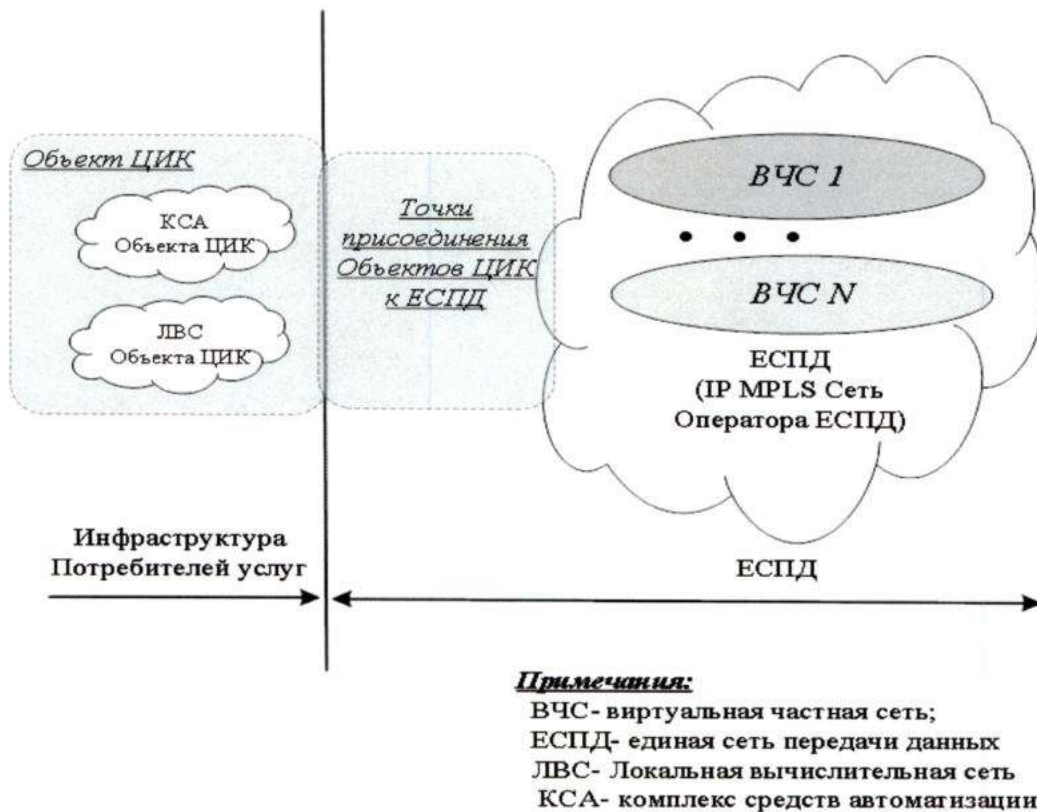 Объект ЦИК
КСА
Объекта ЦИК
ЛВС
Объекта ЦИК
Точки
присоединения
Объектов ЦИК
к ЕСПД
ВЧС 1
ВЧС N
ЕСПД
(IP MPLS Сеть
Оператора ЕСПД)
Инфраструктура
Потребителей услуг
ЕСПД
Примечания:
ВЧС- виртуальная частная сеть;
ЕСПД- единая сеть передачи данных
ЛВС- Локальная вычислительная сеть
КСА- комплекс средств автоматизации